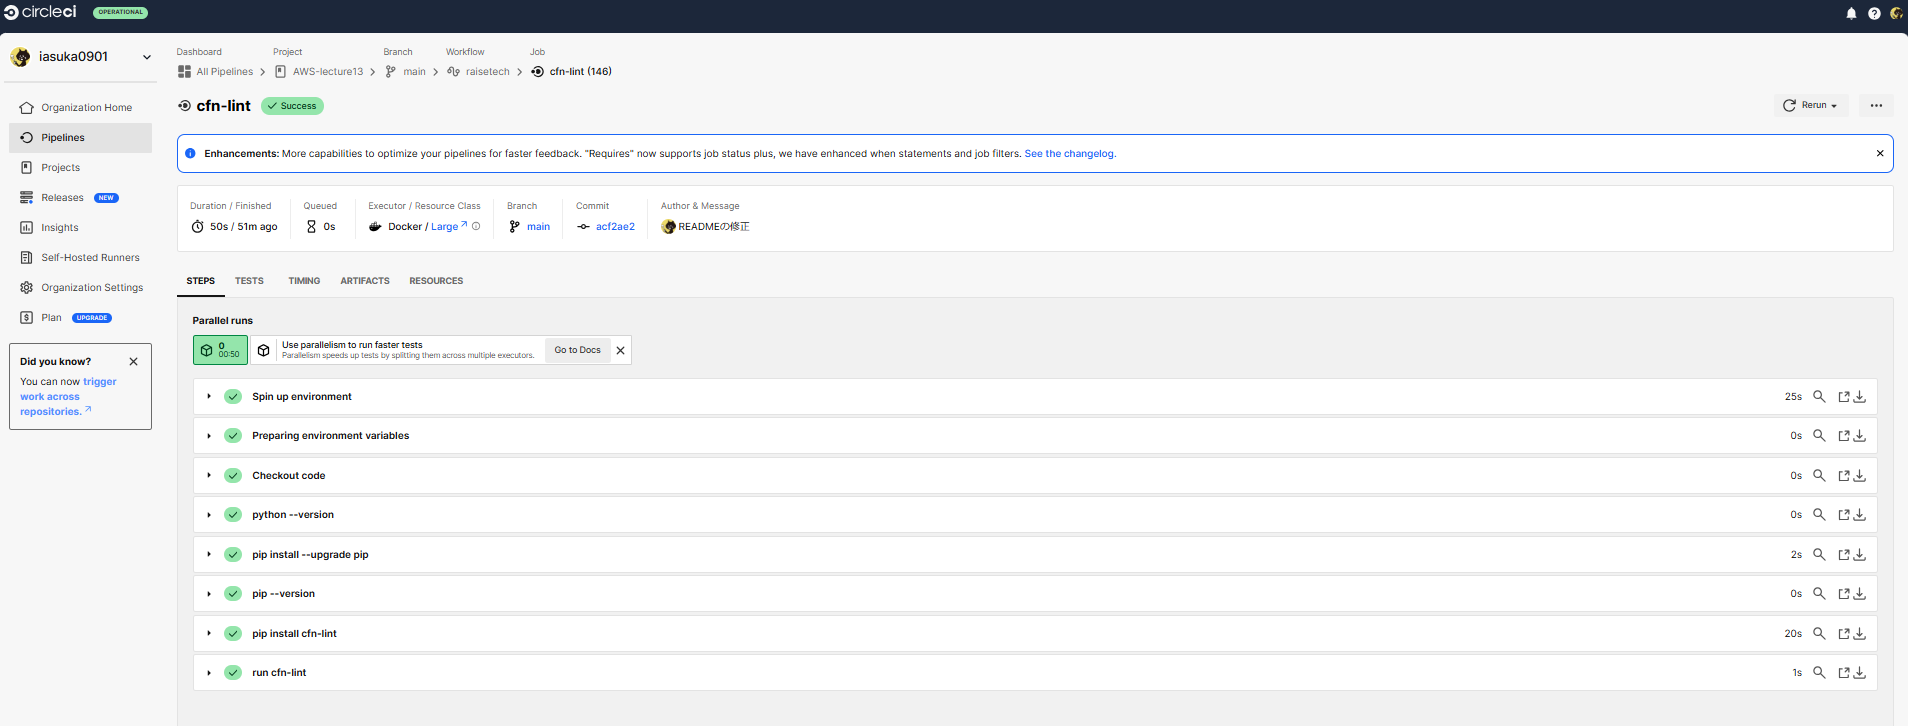 circleci OPERATIONAL
iasuka0901
Organization Home
Pipelines
Projects
Releases NEW
Insights
Self-Hosted Runners
Organization Settings
Plan UPGRADE
Did you know?
You can now trigger
work across
repositories.
Dashboard Project Branch Workflow Job
All Pipelines AWS-lecture13 main raisetech cfn-lint (146)
cfn-lint Success Rerun
Enhancements: More capabilities to optimize your pipelines for faster feedback. "Requires" now supports job status plus, we have enhanced when statements and job filters. See the changelog.
Duration / Finished Queued Executor / Resource Class Branch Commit Author & Message
50s / 51m ago 0s Docker / Large main acf2ae2 READMEの修正
STEPS TESTS TIMING ARTIFACTS RESOURCES
Parallel runs
0
00:50
Use parallelism to run faster tests
Parallelism speeds up tests by splitting them across multiple executors.
Go to Docs
Spin up environment 25s
Preparing environment variables 0s
Checkout code 0s
python --version 0s
pip install --upgrade pip 2s
pip --version 0s
pip install cfn-lint 20s
run cfn-lint 1s